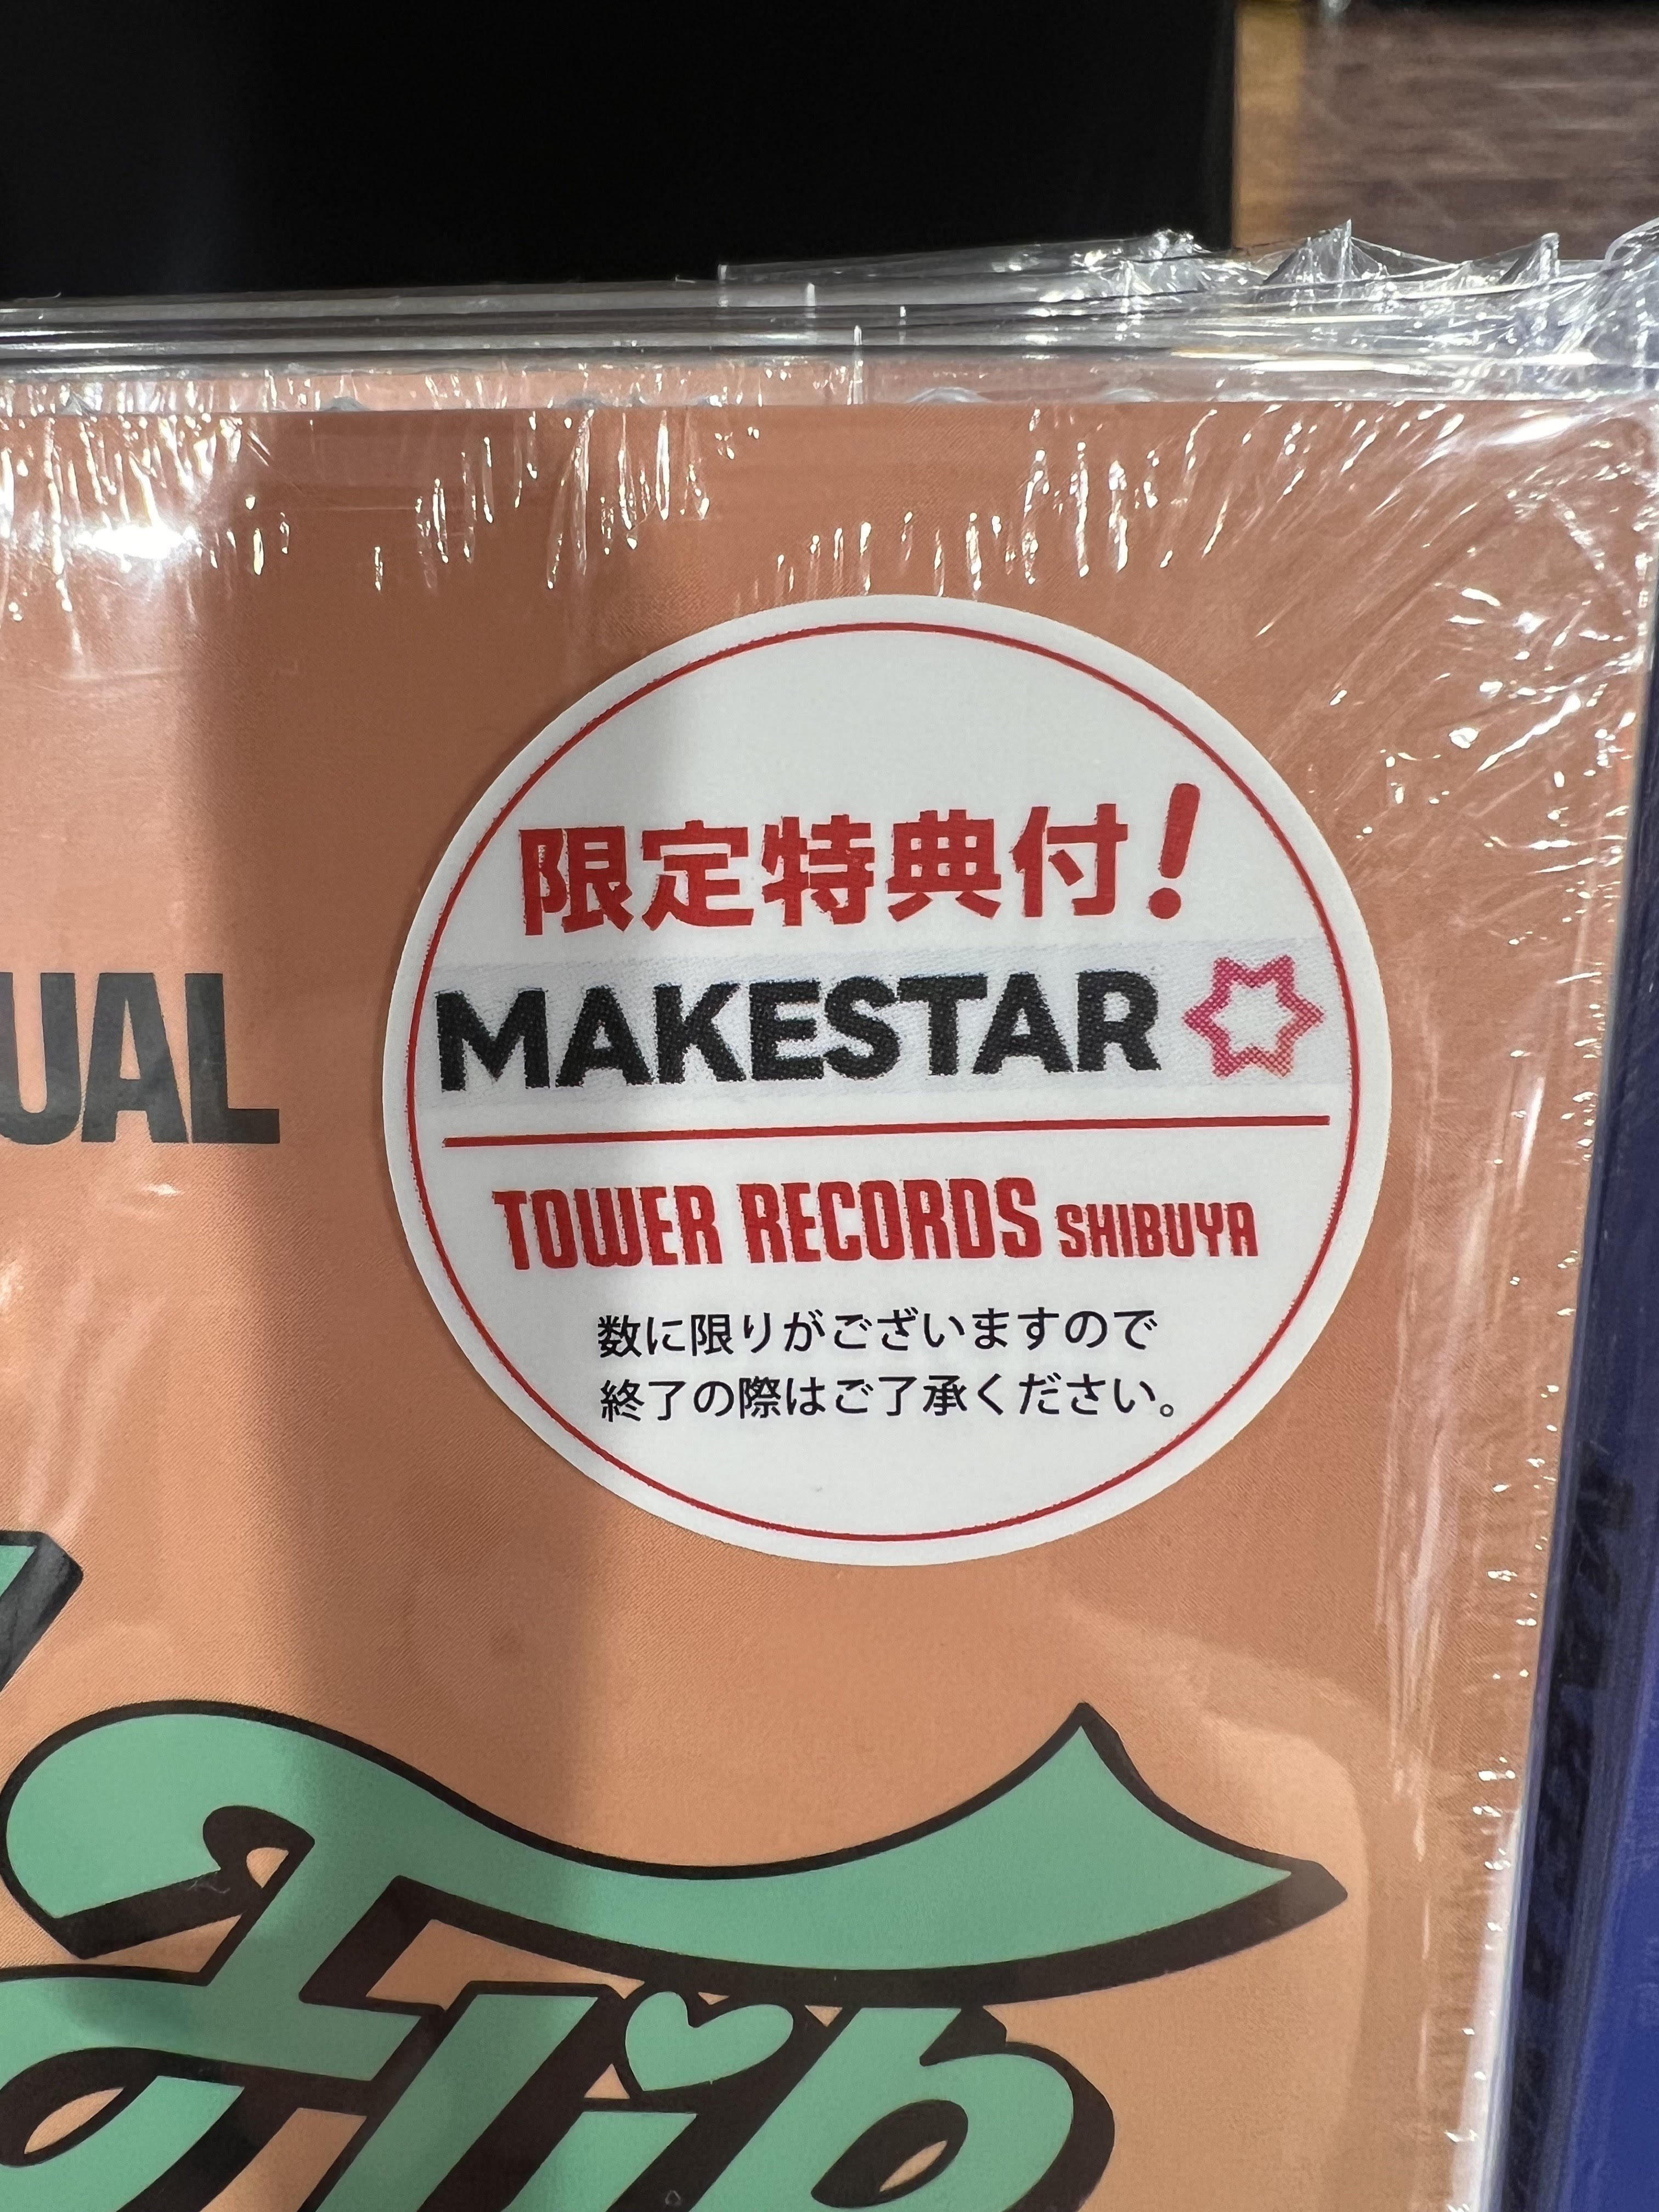 限定特典付!
MAKESTAR
UAL
TOWER RECORDS SHIBUYA
数に限りがございますので
終了の際はご了承ください。